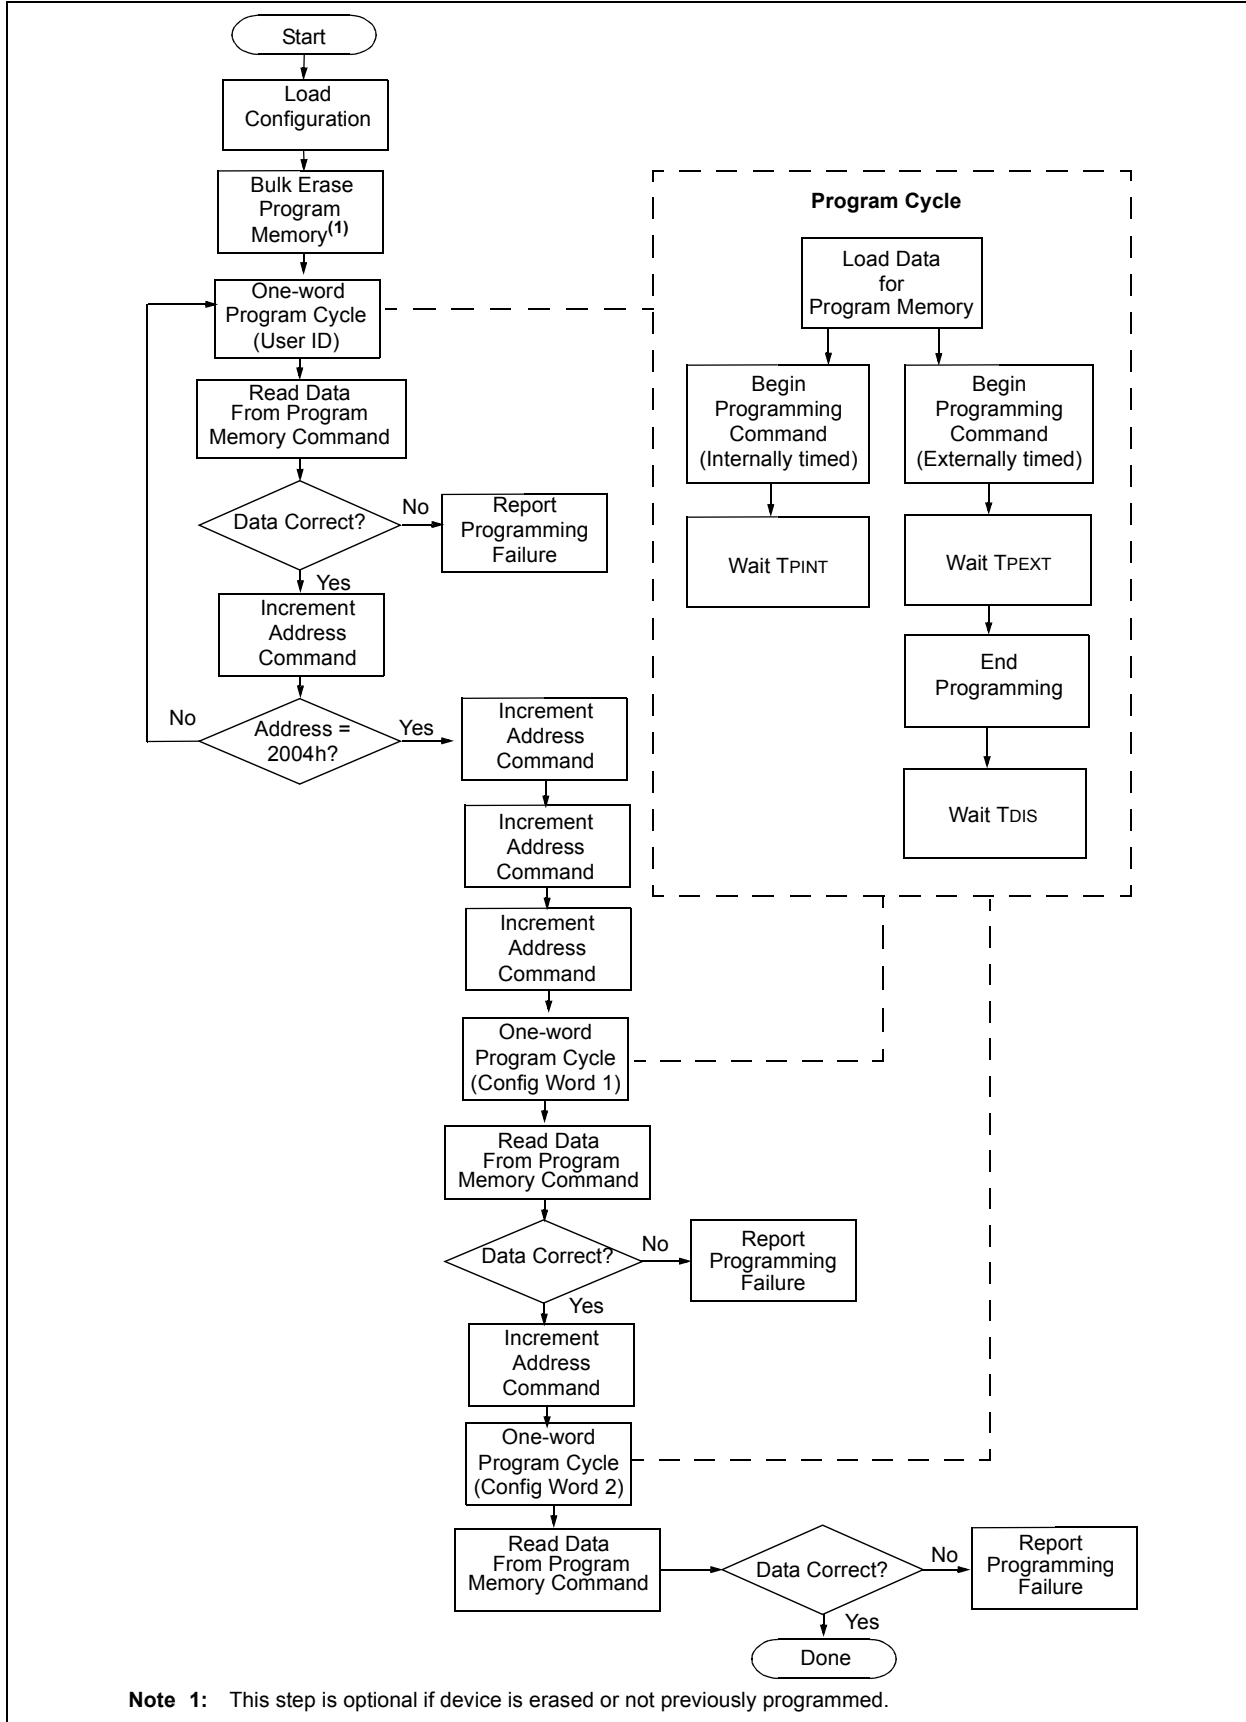 Start
Load
Configuration
Bulk Erase
Program
Memory(1)
One-word
Program Cycle
(User ID)
Read Data
From Program
Memory Command
Data Correct?
No
Report
Programming
Failure
Yes
Increment
Address
Command
No
Address =
2004h?
Yes
Increment
Address
Command
Increment
Address
Command
Increment
Address
Command
One-word
Program Cycle
(Config Word 1)
Read Data
From Program
Memory Command
Data Correct?
No
Report
Programming
Failure
Yes
Increment
Address
Command
One-word
Program Cycle
(Config Word 2)
Read Data
From Program
Memory Command
Data Correct?
No
Report
Programming
Failure
Yes
Done
Program Cycle
Load Data
for
Program Memory
Begin
Programming
Command
(Internally timed)
Wait TPINT
Begin
Programming
Command
(Externally timed)
Wait TPEXT
End
Programming
Wait TDIS
Note 1: This step is optional if device is erased or not previously programmed.